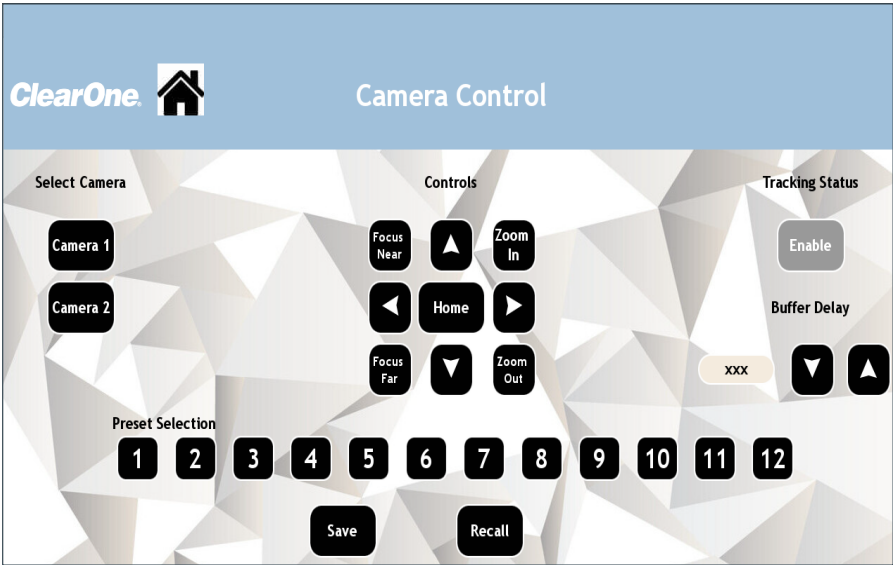 ClearOne®
Camera Control
Select Camera
Controls
Tracking Status
Camera 1
Camera 2
Focus
Near
Zoom
In
Home
Focus
Far
Zoom
Out
Enable
Buffer Delay
xxx
Preset Selection
1 2 3 4 5 6 7 8 9 10 11 12
Save
Recall